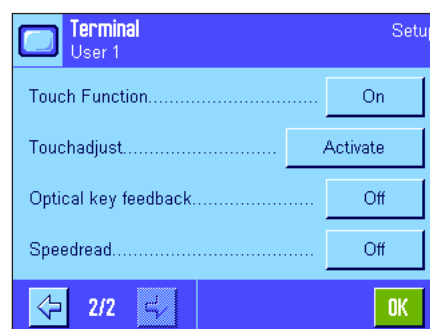 Terminal Setup
User 1
Touch Function................................ On
Touchadjust........................... Activate
Optical key feedback...................... Off
Speedread..................................... Off
2/2 OK